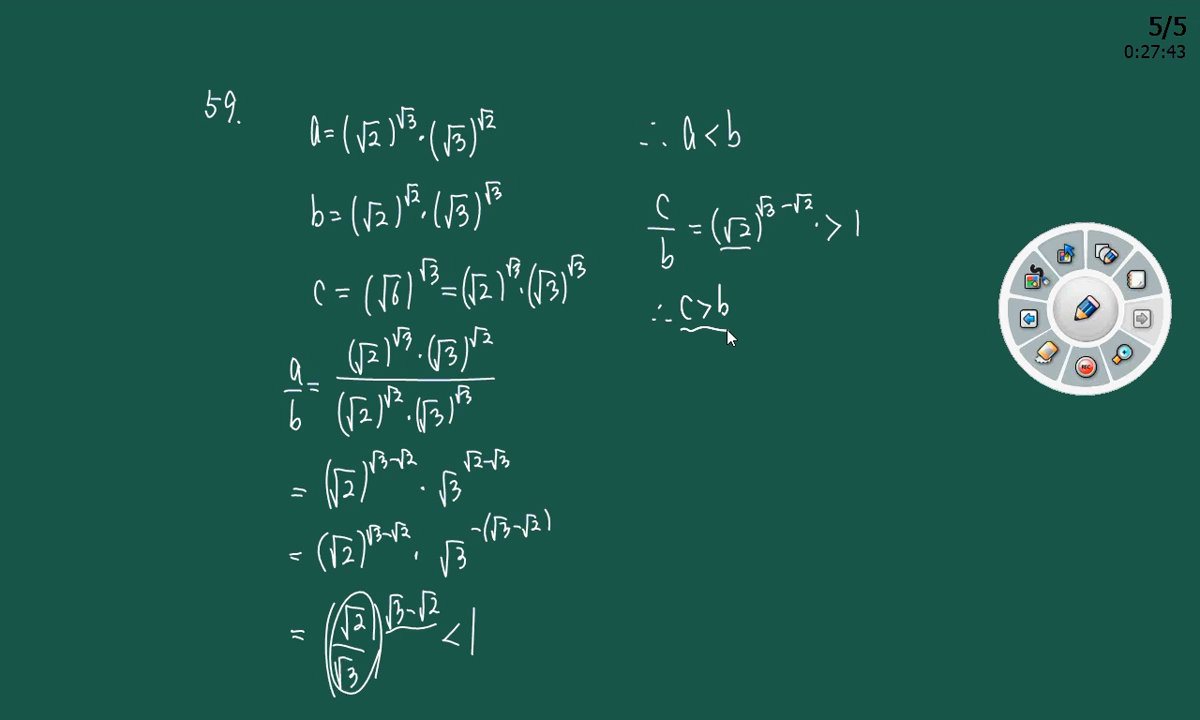 5/5
0:27:43
59.
a=(√2)^√3·(√3)^√2
b=(√2)^√2·(√3)^√3
c=(√6)^√3=(√2)^√3·(√3)^√3
a/b=((√2)^√3·(√3)^√2)/((√2)^√2·(√3)^√3)
=(√2)^(√3-√2)·√3^(√2-√3)
=(√2)^(√3-√2)·√3^(-(√3-√2))
=(√2/√3)^(√3-√2)<1
∴a<b
c/b=(√2)^(√3-√2)·>1
∴c>b
REC